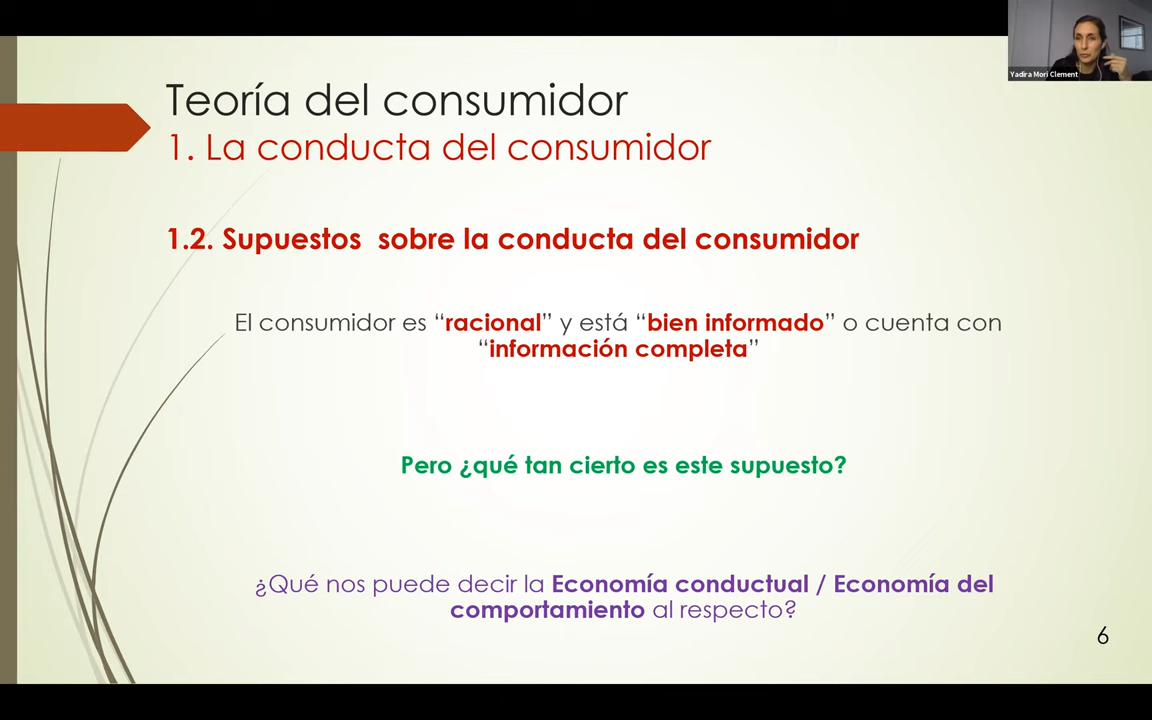 Yadira Mori Clement
Teoría del consumidor
1. La conducta del consumidor
1.2. Supuestos  sobre la conducta del consumidor
El consumidor es “racional” y está “bien informado” o cuenta con
“información completa”
Pero ¿qué tan cierto es este supuesto?
¿Qué nos puede decir la Economía conductual / Economía del
comportamiento al respecto?
6